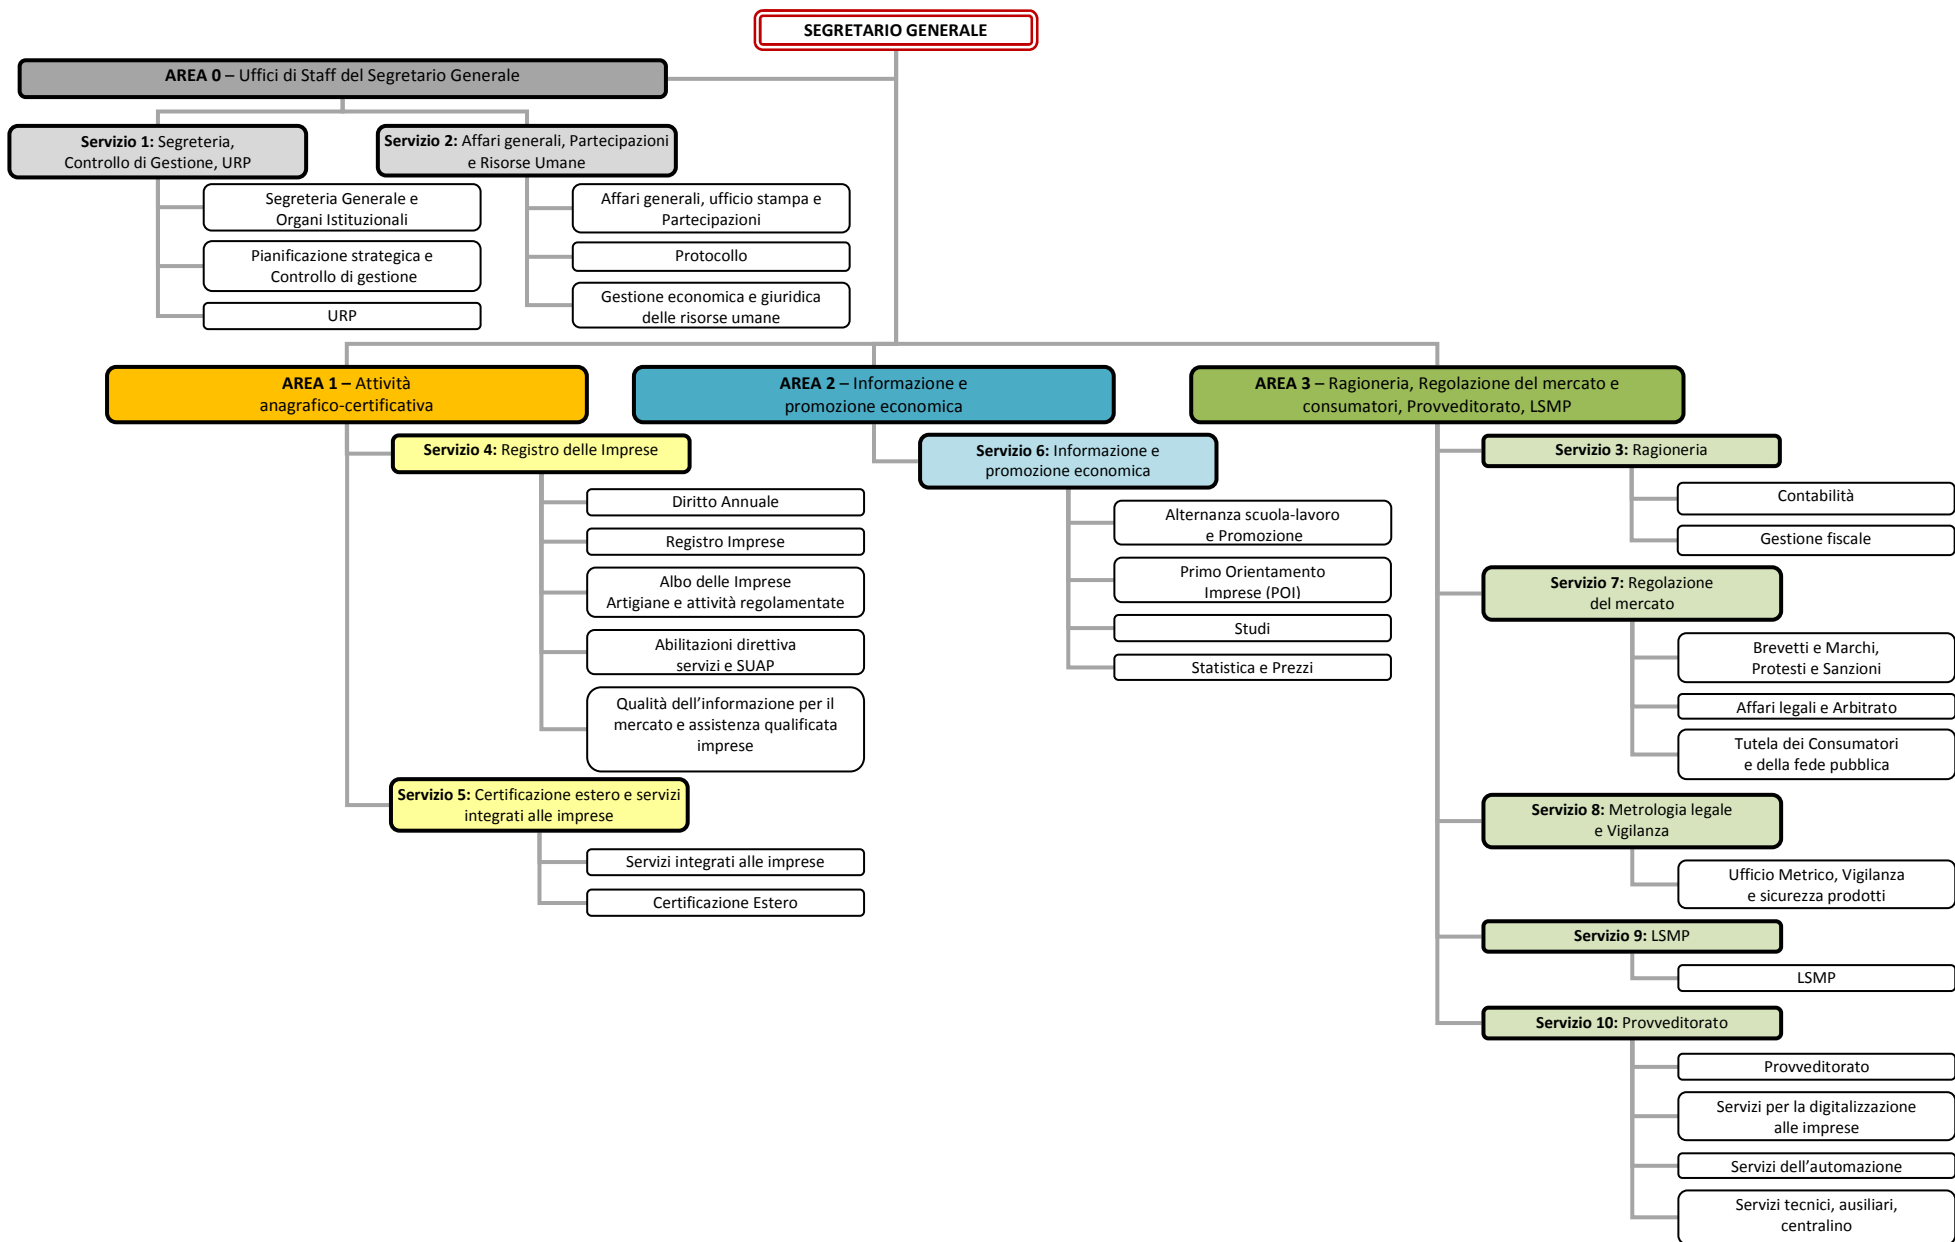 SEGRETARIO GENERALE
AREA 0 – Uffici di Staff del Segretario Generale
Servizio 1: Segreteria,
Controllo di Gestione, URP
Segreteria Generale e
Organi Istituzionali
Pianificazione strategica e
Controllo di gestione
URP
Servizio 2: Affari generali, Partecipazioni
e Risorse Umane
Affari generali, ufficio stampa e
Partecipazioni
Protocollo
Gestione economica e giuridica
delle risorse umane
AREA 1 – Attività
anagrafico-certificativa
Servizio 4: Registro delle Imprese
Diritto Annuale
Registro Imprese
Albo delle Imprese
Artigiane e attività regolamentate
Abilitazioni direttiva
servizi e SUAP
Qualità dell’informazione per il
mercato e assistenza qualificata
imprese
Servizio 5: Certificazione estero e servizi
integrati alle imprese
Servizi integrati alle imprese
Certificazione Estero
AREA 2 – Informazione e
promozione economica
Servizio 6: Informazione e
promozione economica
Alternanza scuola-lavoro
e Promozione
Primo Orientamento
Imprese (POI)
Studi
Statistica e Prezzi
AREA 3 – Ragioneria, Regolazione del mercato e
consumatori, Provveditorato, LSMP
Servizio 3: Ragioneria
Contabilità
Gestione fiscale
Servizio 7: Regolazione
del mercato
Brevetti e Marchi,
Protesti e Sanzioni
Affari legali e Arbitrato
Tutela dei Consumatori
e della fede pubblica
Servizio 8: Metrologia legale
e Vigilanza
Ufficio Metrico, Vigilanza
e sicurezza prodotti
Servizio 9: LSMP
LSMP
Servizio 10: Provveditorato
Provveditorato
Servizi per la digitalizzazione
alle imprese
Servizi dell’automazione
Servizi tecnici, ausiliari,
centralino